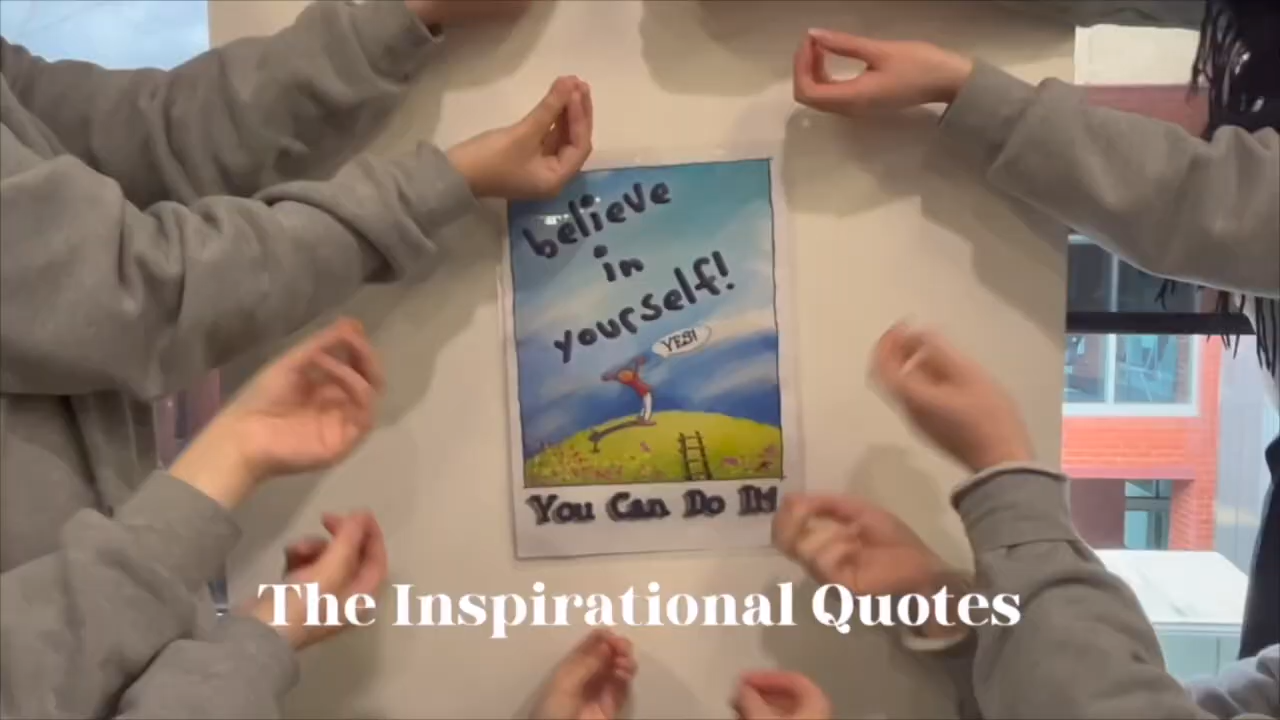 believe
in
yourself!
YES!
You Can Do It!
The Inspirational Quotes